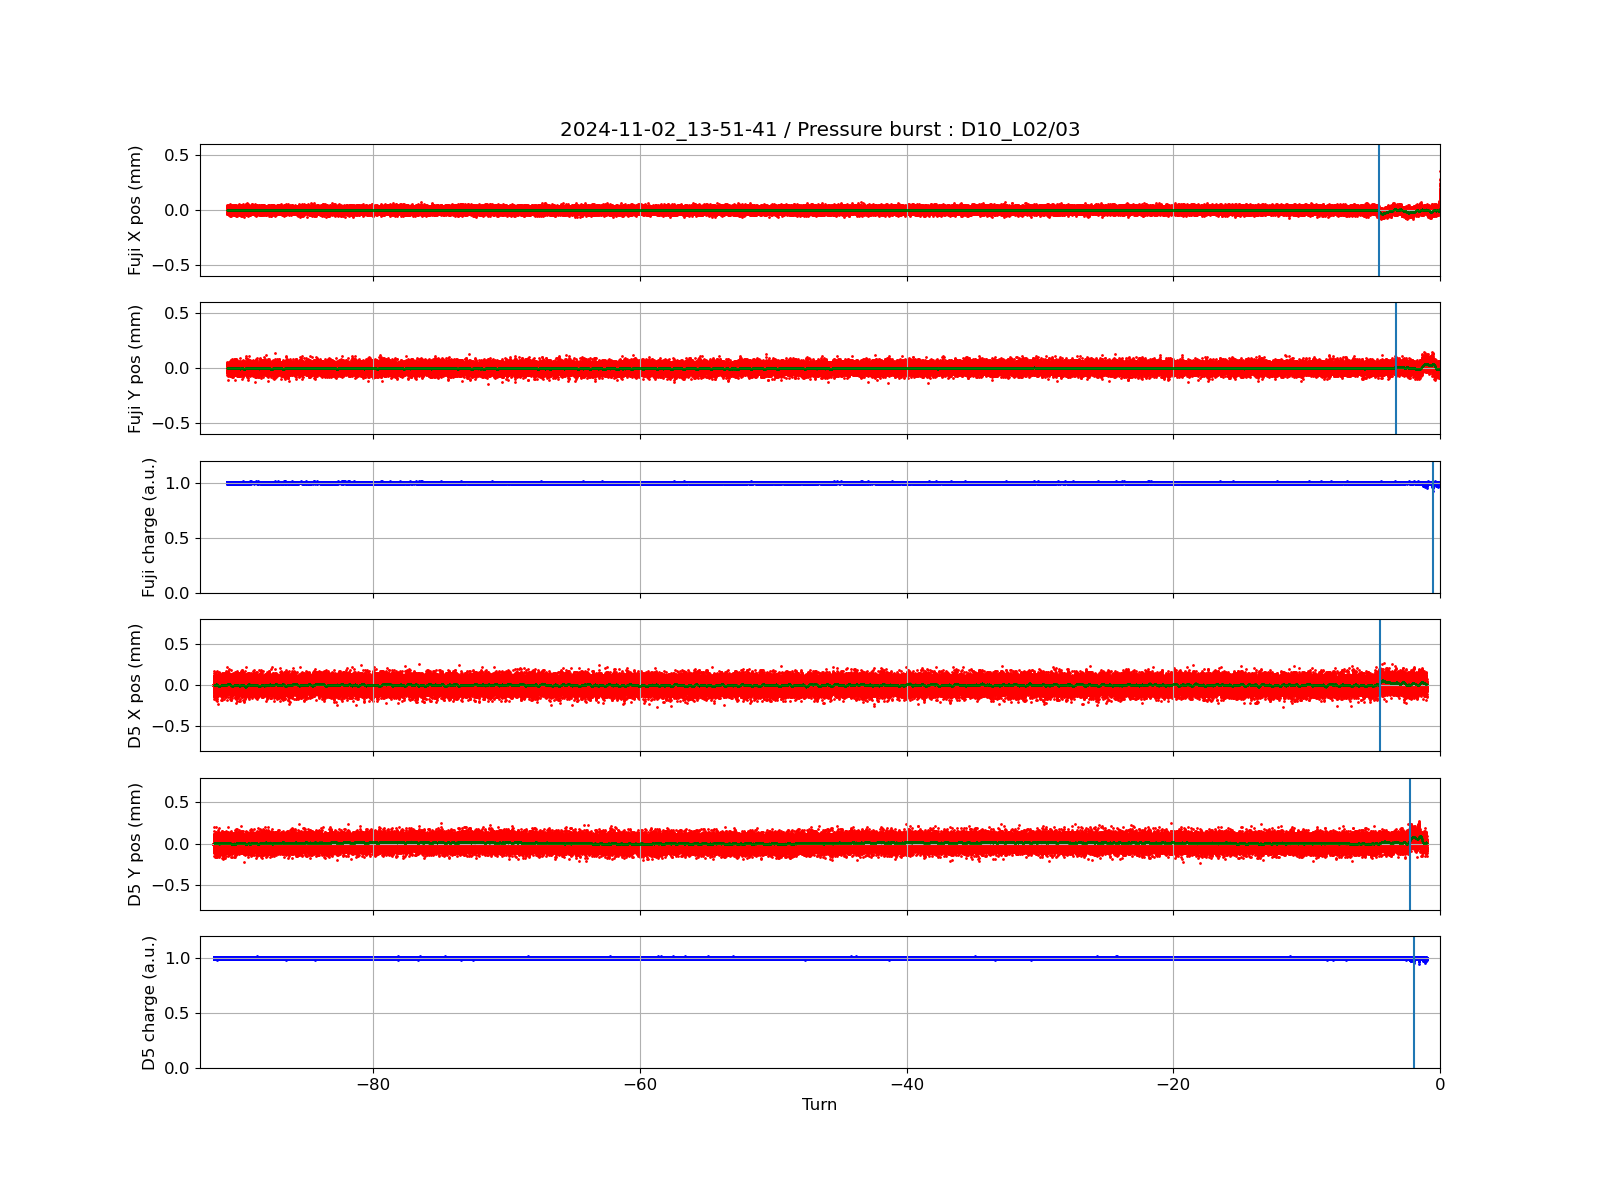 2024-11-02_13-51-41 / Pressure burst : D10_L02/03
Fuji X pos (mm)
0.5
0.0
−0.5
Fuji Y pos (mm)
0.5
0.0
−0.5
Fuji charge (a.u.)
1.0
0.5
0.0
D5 X pos (mm)
0.5
0.0
−0.5
D5 Y pos (mm)
0.5
0.0
−0.5
D5 charge (a.u.)
1.0
0.5
0.0
−80 −60 −40 −20 0
Turn